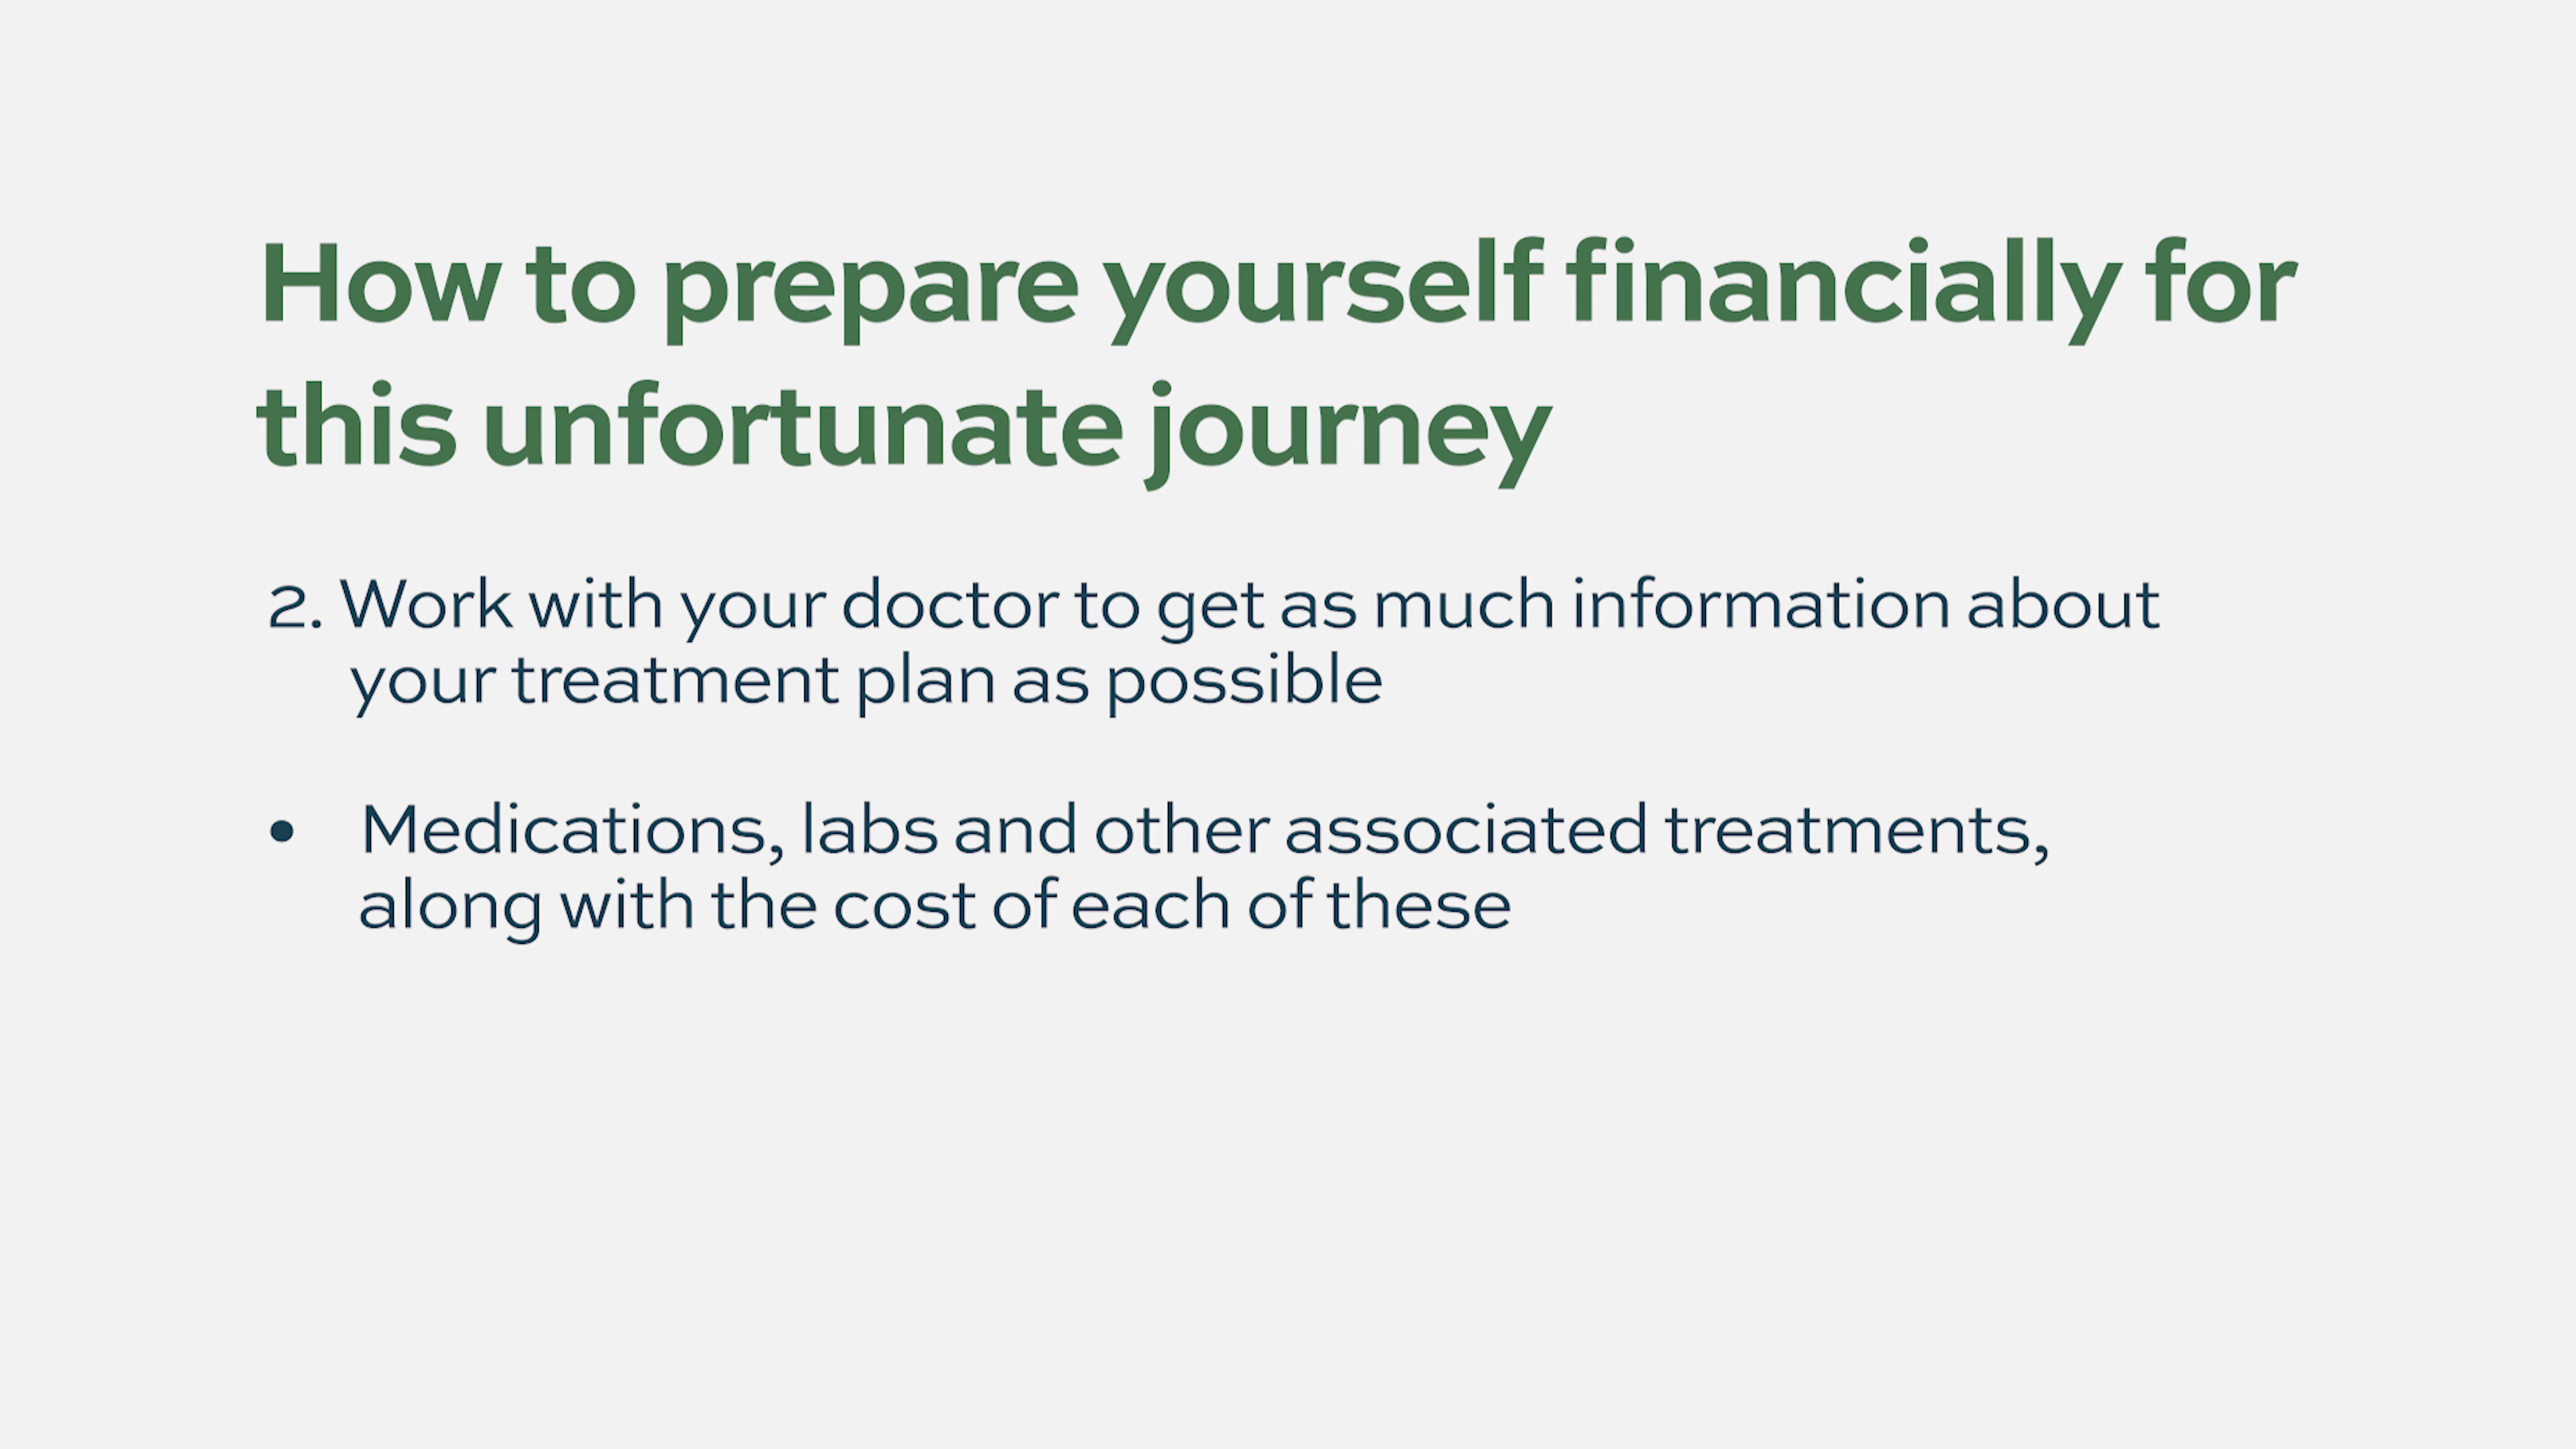 How to prepare yourself financially for
this unfortunate journey
2. Work with your doctor to get as much information about
your treatment plan as possible
• Medications, labs and other associated treatments,
along with the cost of each of these